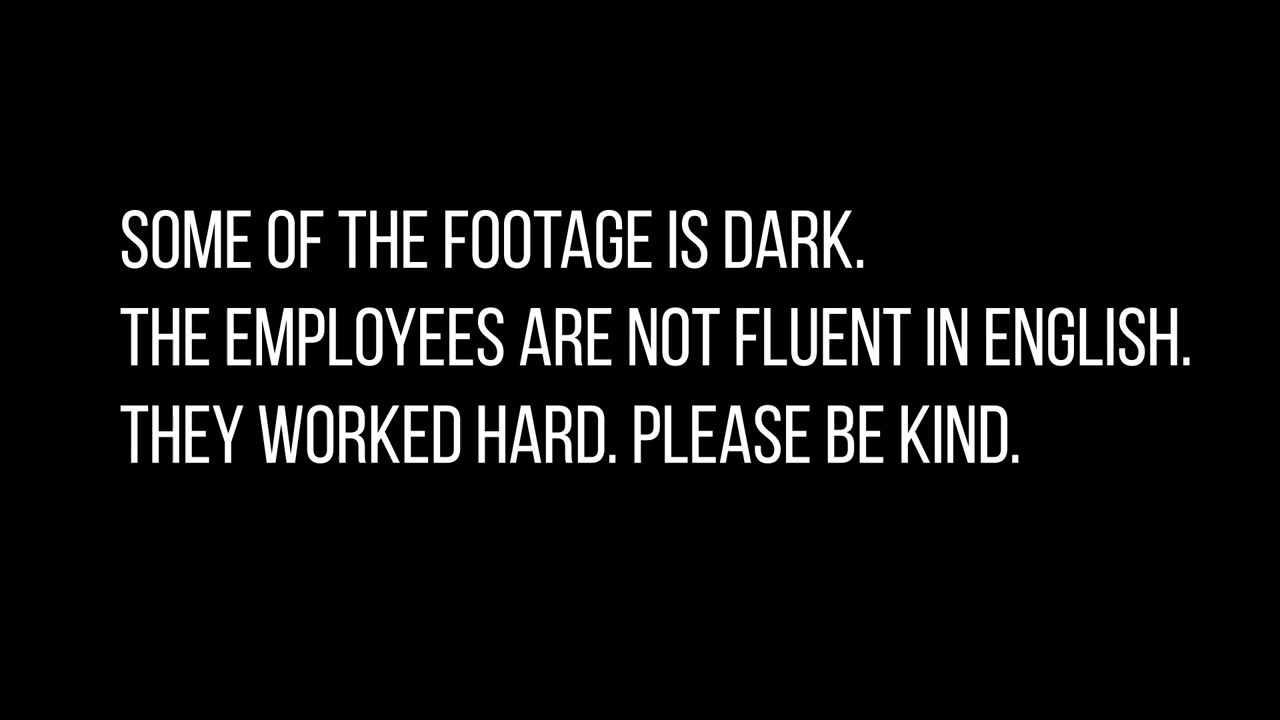 SOME OF THE FOOTAGE IS DARK.
THE EMPLOYEES ARE NOT FLUENT IN ENGLISH.
THEY WORKED HARD. PLEASE BE KIND.